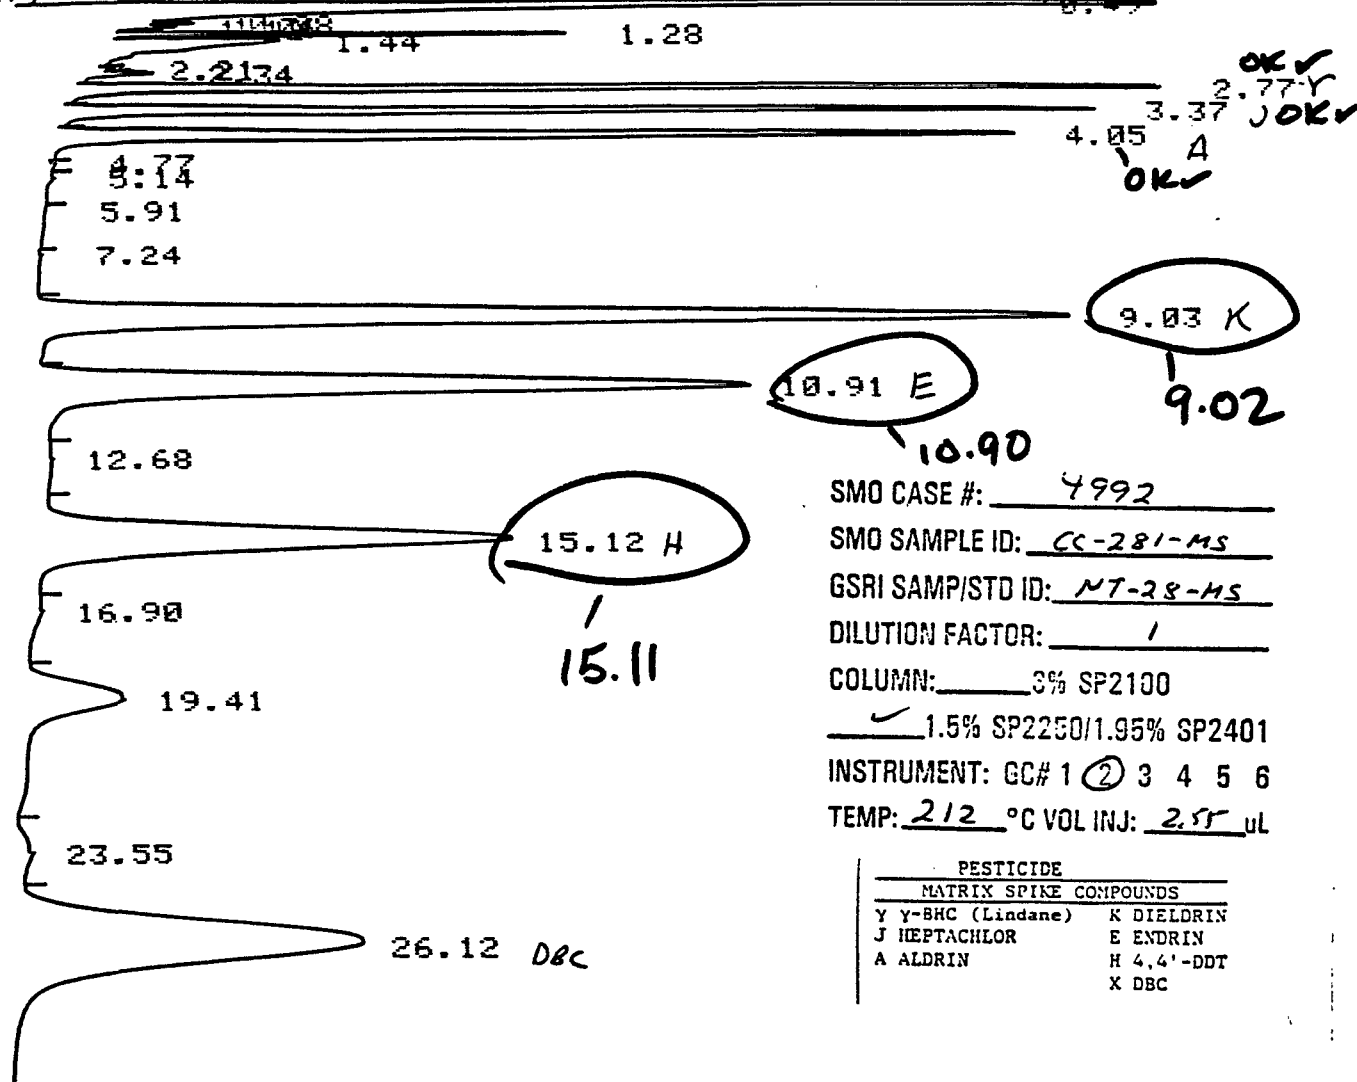 1.44
1.28
OK ✓
2.77 Y
3.37 J OK✓
4.05 A
OK✓
4.77
5.14
5.91
7.24
9.03 K
9.02
10.91 E
10.90
12.68
15.12 H
15.11
16.90
19.41
23.55
26.12 DBC
SMO CASE #: 4992
SMO SAMPLE ID: CC-281-MS
GSRI SAMP/STD ID: NT-28-MS
DILUTION FACTOR: 1
COLUMN: 3% SP2100
✓ 1.5% SP2250/1.95% SP2401
INSTRUMENT: GC# 1 2 3 4 5 6
TEMP: 212 °C VOL INJ: 2.55 uL
PESTICIDE
MATRIX SPIKE COMPOUNDS
Y γ-BHC (Lindane) K DIELDRIN
J HEPTACHLOR E ENDRIN
A ALDRIN H 4,4'-DDT
X DBC